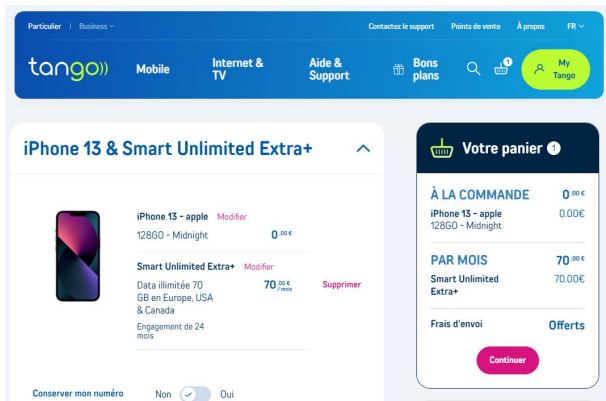 Particulier | Business
Contactez le support Points de vente À propos FR
tango Mobile Internet & TV Aide & Support Bons plans 1 My Tango
iPhone 13 & Smart Unlimited Extra+
iPhone 13 - apple Modifier
128GO - Midnight 0.00 €
Smart Unlimited Extra+ Modifier
Data illimitée 70 70.00 € /mois Supprimer
GB en Europe, USA
& Canada
Engagement de 24
mois
Conserver mon numéro Non Oui
Votre panier 1
À LA COMMANDE 0.00 €
iPhone 13 - apple 0.00€
128GO - Midnight
PAR MOIS 70.00 €
Smart Unlimited 70.00€
Extra+
Frais d'envoi Offerts
Continuer